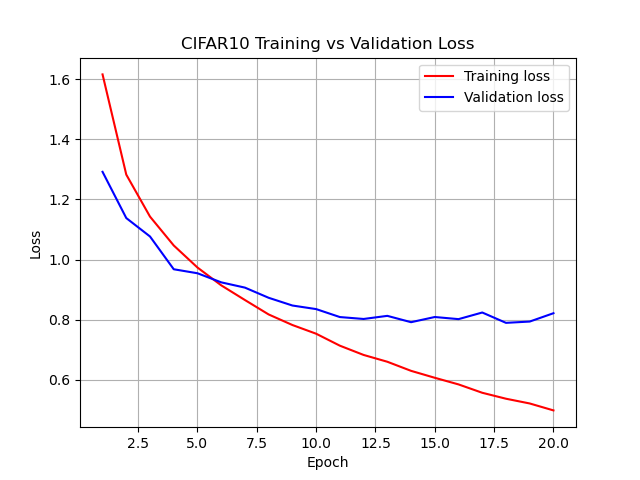 CIFAR10 Training vs Validation Loss
Training loss
Validation loss
1.6
1.4
1.2
1.0
0.8
0.6
Loss
2.5 5.0 7.5 10.0 12.5 15.0 17.5 20.0
Epoch